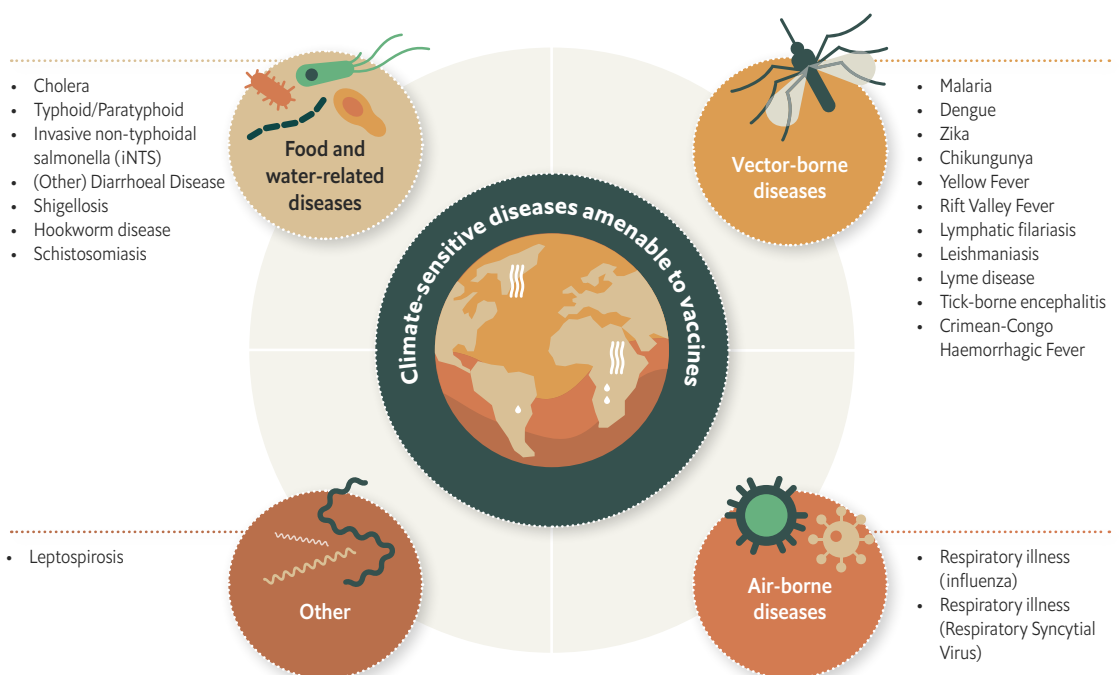 Food and
water-related
diseases
• Cholera
• Typhoid/Paratyphoid
• Invasive non-typhoidal
salmonella (iNTS)
• (Other) Diarrhoeal Disease
• Shigellosis
• Hookworm disease
• Schistosomiasis
Vector-borne
diseases
• Malaria
• Dengue
• Zika
• Chikungunya
• Yellow Fever
• Rift Valley Fever
• Lymphatic filariasis
• Leishmaniasis
• Lyme disease
• Tick-borne encephalitis
• Crimean-Congo
Haemorrhagic Fever
Climate-sensitive diseases amenable to vaccines
Other
• Leptospirosis
Air-borne
diseases
• Respiratory illness
(influenza)
• Respiratory illness
(Respiratory Syncytial
Virus)